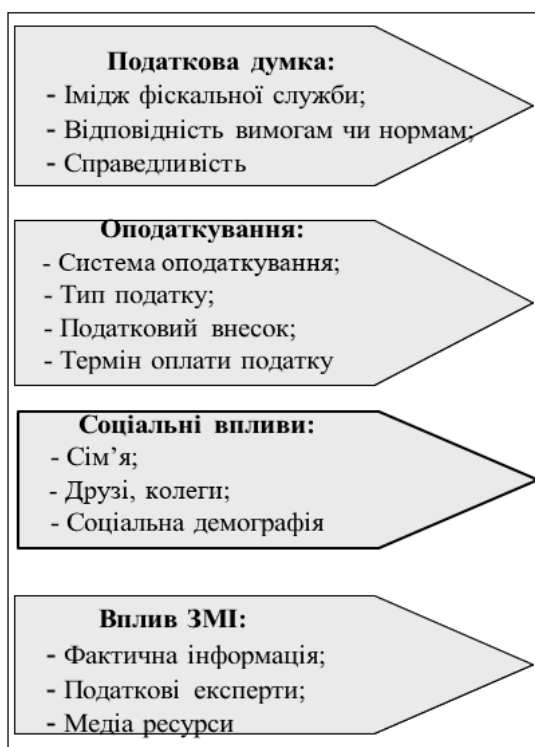 Податкова думка:
- Імідж фіскальної служби;
- Відповідність вимогам чи нормам;
- Справедливість
Оподаткування:
- Система оподаткування;
- Тип податку;
- Податковий внесок;
- Термін оплати податку
Соціальні впливи:
- Сім’я;
- Друзі, колеги;
- Соціальна демографія
Вплив ЗМІ:
- Фактична інформація;
- Податкові експерти;
- Медіа ресурси